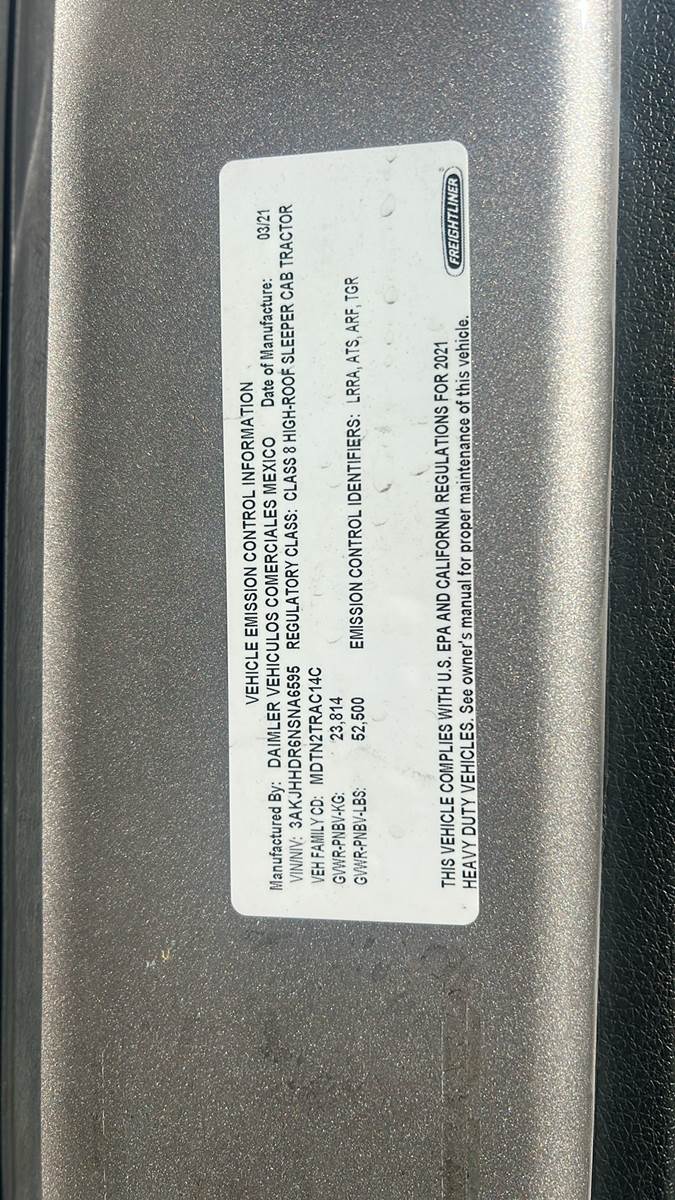 VEHICLE EMISSION CONTROL INFORMATION
Manufactured By: DAIMLER VEHICULOS COMERCIALES MEXICO Date of Manufacture: 03/21
VIN/NIV: 3AKJHHDR6NSNA6595 REGULATORY CLASS: CLASS 8 HIGH-ROOF SLEEPER CAB TRACTOR
VEH FAMILY CD: MDTN2TRAC14C
GVWR-PNBV-KG: 23,814
GVWR-PNBV-LBS: 52,500 EMISSION CONTROL IDENTIFIERS: LRRA, ATS, ARF, TGR
THIS VEHICLE COMPLIES WITH U.S. EPA AND CALIFORNIA REGULATIONS FOR 2021
HEAVY DUTY VEHICLES. See owner's manual for proper maintenance of this vehicle.
FREIGHTLINER®